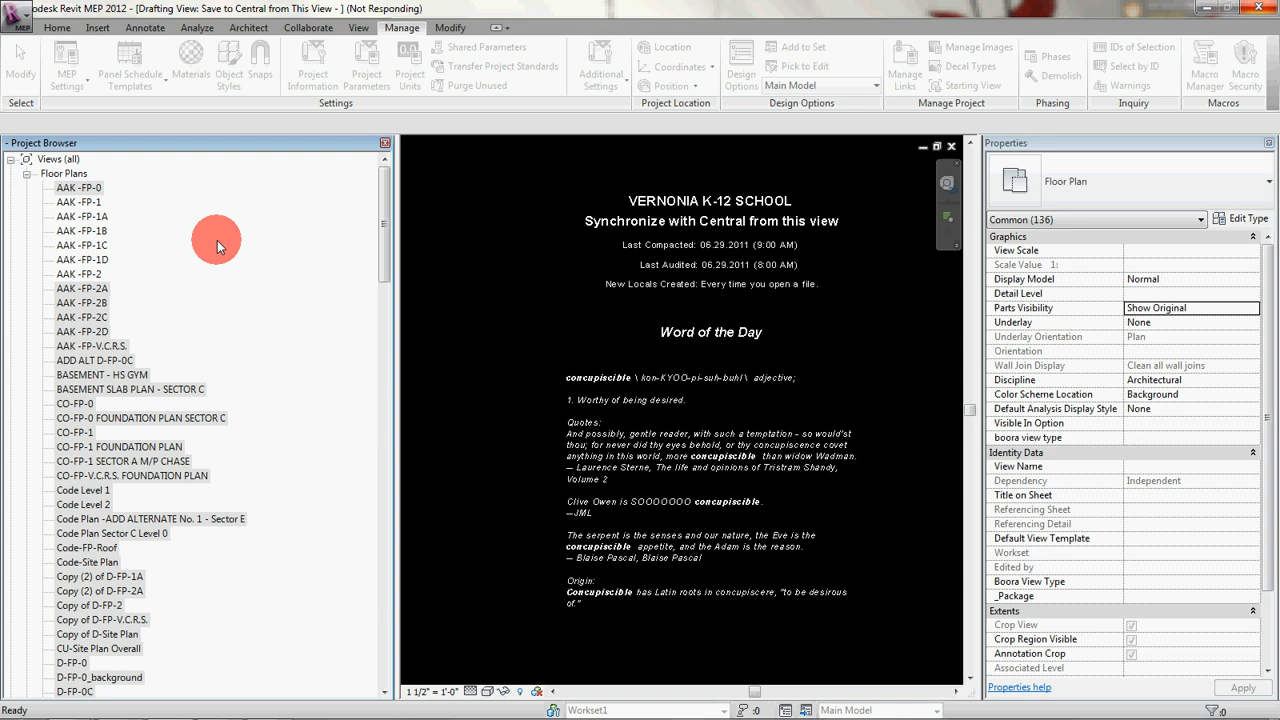 odesk Revit MEP 2012 - [Drafting View: Save to Central from This View - ] (Not Responding)
MEP
Home Insert Annotate Analyze Architect Collaborate View Manage Modify
Modify
MEP Settings
Panel Schedule Templates
Materials
Object Styles
Snaps
Project Information
Project Parameters
Project Units
Shared Parameters
Transfer Project Standards
Purge Unused
Additional Settings
Location
Coordinates
Position
Design Options
Add to Set
Pick to Edit
Main Model
Manage Links
Manage Images
Decal Types
Starting View
Phases
Demolish
IDs of Selection
Select by ID
Warnings
Macro Manager
Macro Security
Select Settings Project Location Design Options Manage Project Phasing Inquiry Macros
- Project Browser
Views (all)
Floor Plans
AAK -FP-0
AAK -FP-1
AAK -FP-1A
AAK -FP-1B
AAK -FP-1C
AAK -FP-1D
AAK -FP-2
AAK -FP-2A
AAK -FP-2B
AAK -FP-2C
AAK -FP-2D
AAK -FP-V.C.R.S.
ADD ALT D-FP-0C
BASEMENT - HS GYM
BASEMENT SLAB PLAN - SECTOR C
CO-FP-0
CO-FP-0 FOUNDATION PLAN SECTOR C
CO-FP-1
CO-FP-1 FOUNDATION PLAN
CO-FP-1 SECTOR A M/P CHASE
CO-FP-V.C.R.S FOUNDATION PLAN
Code Level 1
Code Level 2
Code Plan -ADD ALTERNATE No. 1 - Sector E
Code Plan Sector C Level 0
Code-FP-Roof
Code-Site Plan
Copy (2) of D-FP-1A
Copy (2) of D-FP-2A
Copy of D-FP-2
Copy of D-FP-V.C.R.S.
Copy of D-Site Plan
CU-Site Plan Overall
D-FP-0
D-FP-0_background
D-FP-0C
VERNONIA K-12 SCHOOL
Synchronize with Central from this view
Last Compacted: 06.29.2011 (9:00 AM)
Last Audited: 06.29.2011 (8:00 AM)
New Locals Created: Every time you open a file.
Word of the Day
concupiscible \ kon-KYOO-pi-suh-buhl \ adjective;
1. Worthy of being desired.
Quotes:
And possibly, gentle reader, with such a temptation - so would'st
thou; for never did thy eyes behold, or thy concupiscence covet
anything in this world, more concupiscible than widow Wadman.
— Laurence Sterne, The life and opinions of Tristram Shandy,
Volume 2
Clive Owen is SOOOOOOO concupiscible.
—JML
The serpent is the senses and our nature, the Eve is the
concupiscible appetite, and the Adam is the reason.
— Blaise Pascal, Blaise Pascal
Origin:
Concupiscible has Latin roots in concupiscere, "to be desirous
of."
Properties
Floor Plan
Common (136)
Edit Type
Graphics
View Scale
Scale Value 1:
Display Model Normal
Detail Level
Parts Visibility Show Original
Underlay None
Underlay Orientation Plan
Orientation
Wall Join Display Clean all wall joins
Discipline Architectural
Color Scheme Location Background
Default Analysis Display Style None
Visible In Option
boora view type
Identity Data
View Name
Dependency Independent
Title on Sheet
Referencing Sheet
Referencing Detail
Default View Template
Workset
Edited by
Boora View Type
_Package
Extents
Crop View
Crop Region Visible
Annotation Crop
Associated Level
Properties help
Apply
1 1/2" = 1'-0"
Ready
Workset1
:0
Main Model
:0